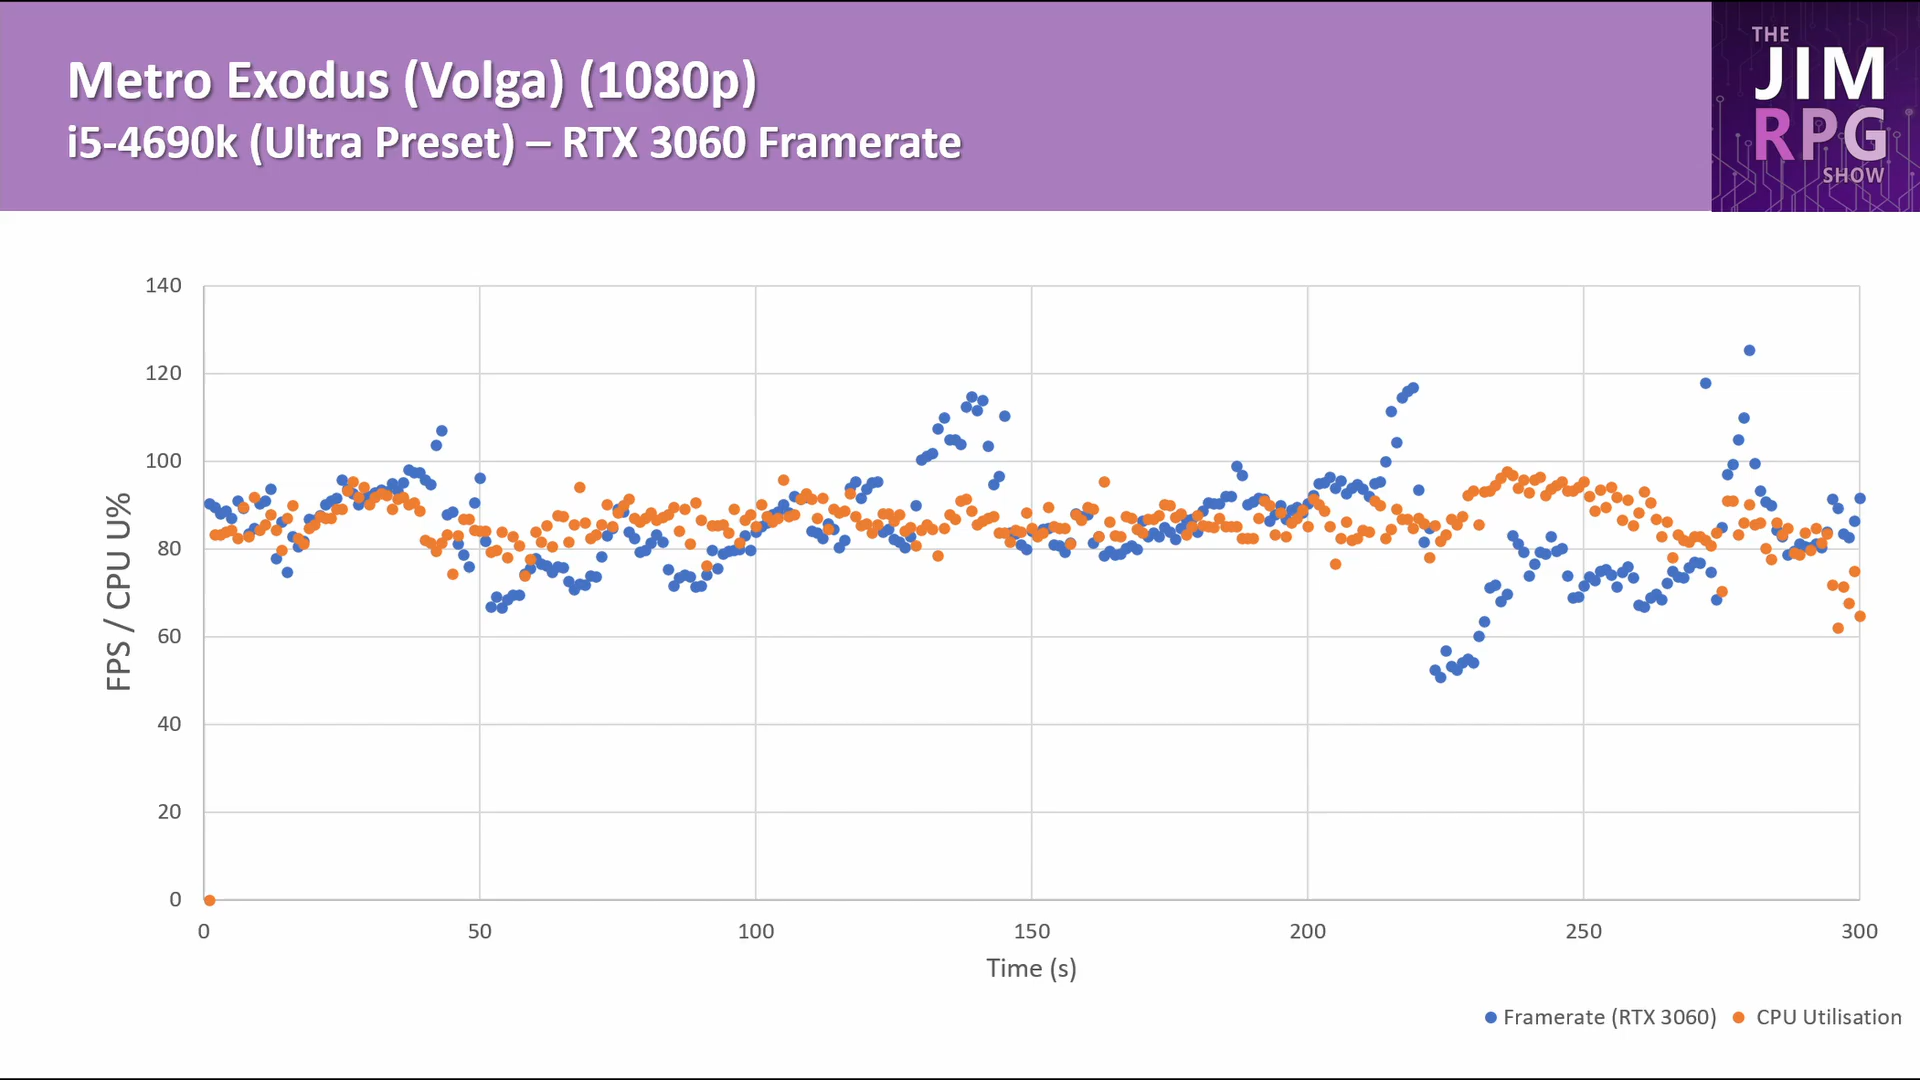 Metro Exodus (Volga) (1080p)
i5-4690k (Ultra Preset) – RTX 3060 Framerate
THE
JIM
RPG
SHOW
140
120
100
80
60
40
20
0
FPS / CPU U%
0 50 100 150 200 250 300
Time (s)
Framerate (RTX 3060) CPU Utilisation